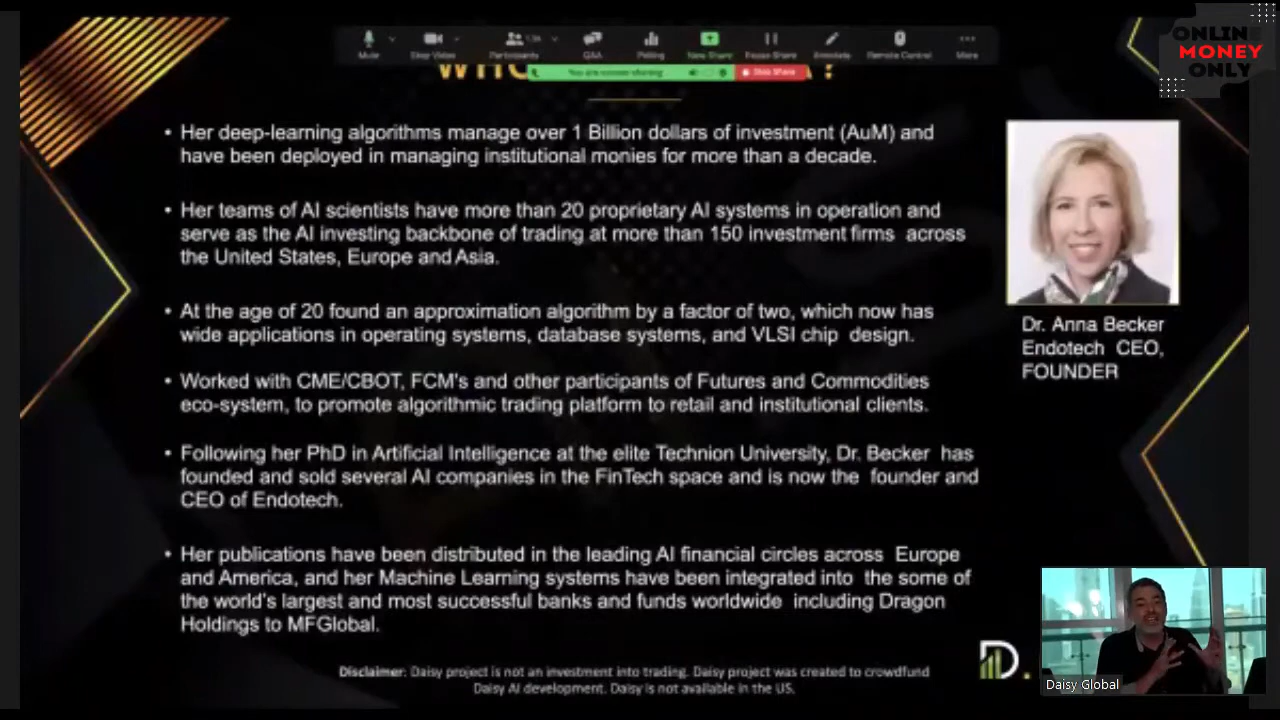 Mute
Stop Video
Participants
Q&A
Polling
New Share
Pause Share
Annotate
Remote Control
More
ONLINE
MONEY
ONLY
You are screen sharing
Stop Share
• Her deep-learning algorithms manage over 1 Billion dollars of investment (AuM) and
have been deployed in managing institutional monies for more than a decade.
• Her teams of AI scientists have more than 20 proprietary AI systems in operation and
serve as the AI investing backbone of trading at more than 150 investment firms across
the United States, Europe and Asia.
• At the age of 20 found an approximation algorithm by a factor of two, which now has
wide applications in operating systems, database systems, and VLSI chip design.
• Worked with CME/CBOT, FCM's and other participants of Futures and Commodities
eco-system, to promote algorithmic trading platform to retail and institutional clients.
• Following her PhD in Artificial Intelligence at the elite Technion University, Dr. Becker has
founded and sold several AI companies in the FinTech space and is now the founder and
CEO of Endotech.
• Her publications have been distributed in the leading AI financial circles across Europe
and America, and her Machine Learning systems have been integrated into the some of
the world's largest and most successful banks and funds worldwide including Dragon
Holdings to MFGlobal.
Dr. Anna Becker
Endotech CEO,
FOUNDER
Disclaimer: Daisy project is not an investment into trading. Daisy project was created to crowdfund
Daisy AI development. Daisy is not available in the US.
D.
Daisy Global